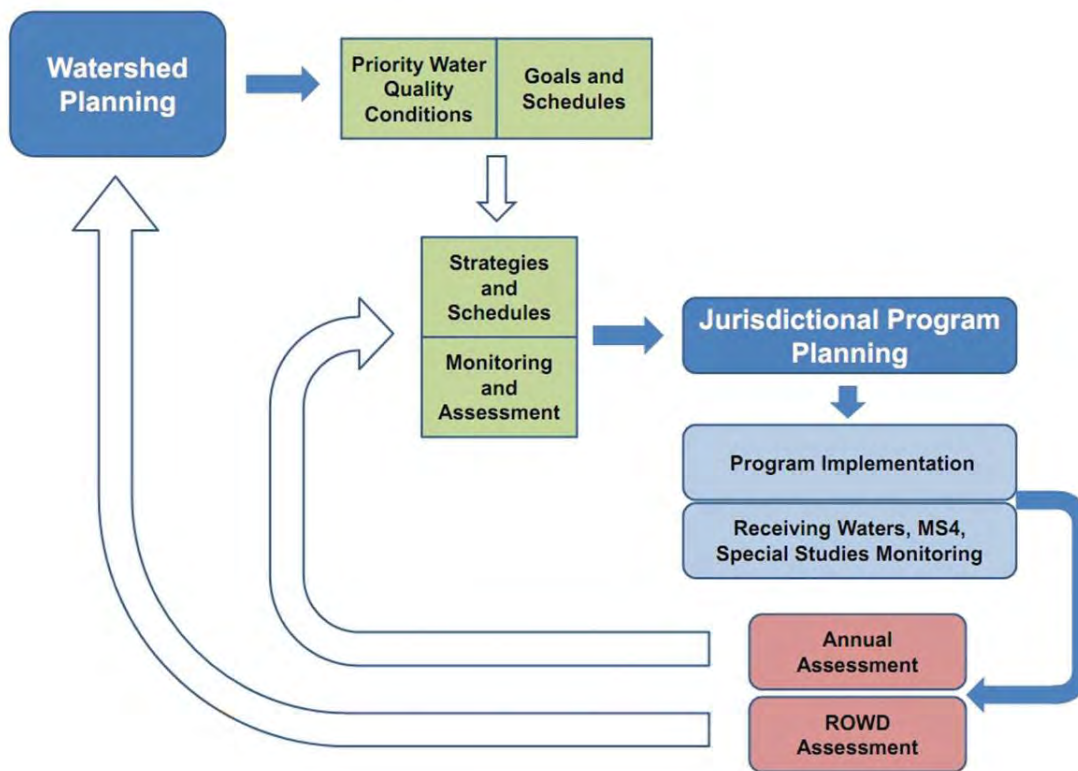 Watershed
Planning
Priority Water
Quality
Conditions
Goals and
Schedules
Strategies
and
Schedules
Monitoring
and
Assessment
Jurisdictional Program
Planning
Program Implementation
Receiving Waters, MS4,
Special Studies Monitoring
Annual
Assessment
ROWD
Assessment